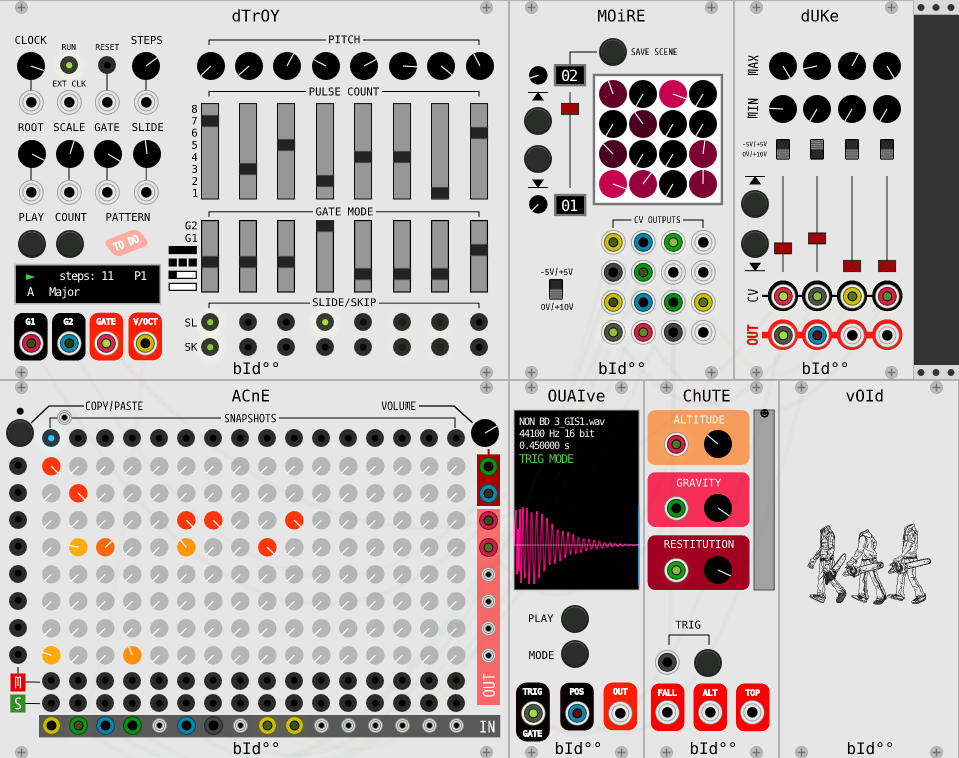 dTrOY
CLOCK
RUN
RESET
STEPS
EXT CLK
ROOT SCALE GATE SLIDE
PLAY COUNT PATTERN
TO DO
steps: 11 P1
A Major
G1 G2 GATE V/OCT
PITCH
PULSE COUNT
8
7
6
5
4
3
2
1
GATE MODE
G2
G1
SLIDE/SKIP
SL
SK
bId°°
MOiRE
SAVE SCENE
02
01
CV OUTPUTS
-5V/+5V
0V/+10V
bId°°
dUKe
MAX
MIN
-5V/+5V
0V/+10V
CV
OUT
bId°°
ACnE
COPY/PASTE
SNAPSHOTS
VOLUME
M
S
OUT
IN
bId°°
OUAIve
NON BD 3_GIS1.wav
44100 Hz 16 bit
0.450000 s
TRIG MODE
PLAY
MODE
TRIG POS OUT
GATE
bId°°
ChUTE
ALTITUDE
GRAVITY
RESTITUTION
TRIG
FALL ALT TOP
bId°°
vOId
bId°°